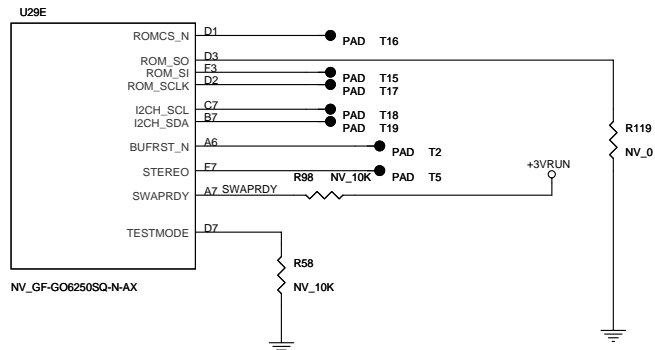 U29E
ROMCS_N D1 PAD T16
ROM_SO D3
ROM_SI F3 PAD T15
ROM_SCLK D2 PAD T17
I2CH_SCL C7 PAD T18
I2CH_SDA B7 PAD T19
R119
NV_0
BUFRST_N A6 PAD T2
+3VRUN
STEREO F7 PAD T5
R98 NV_10K
SWAPRDY A7 SWAPRDY
TESTMODE D7
R58
NV_10K
NV_GF-GO6250SQ-N-AX